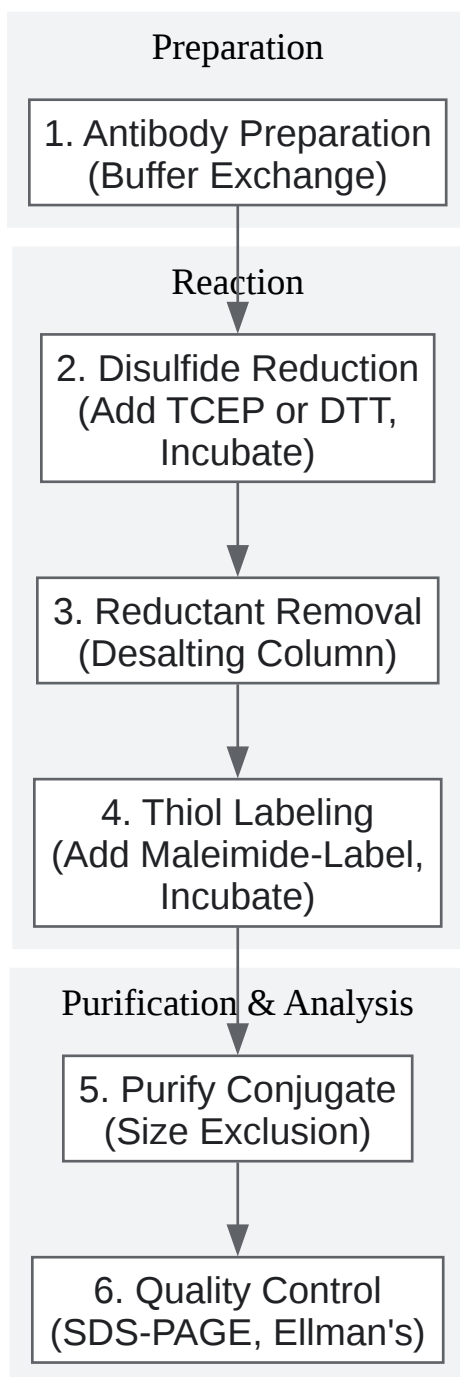 Preparation
1. Antibody Preparation
(Buffer Exchange)
Reaction
2. Disulfide Reduction
(Add TCEP or DTT,
Incubate)
3. Reductant Removal
(Desalting Column)
4. Thiol Labeling
(Add Maleimide-Label,
Incubate)
Purification & Analysis
5. Purify Conjugate
(Size Exclusion)
6. Quality Control
(SDS-PAGE, Ellman's)